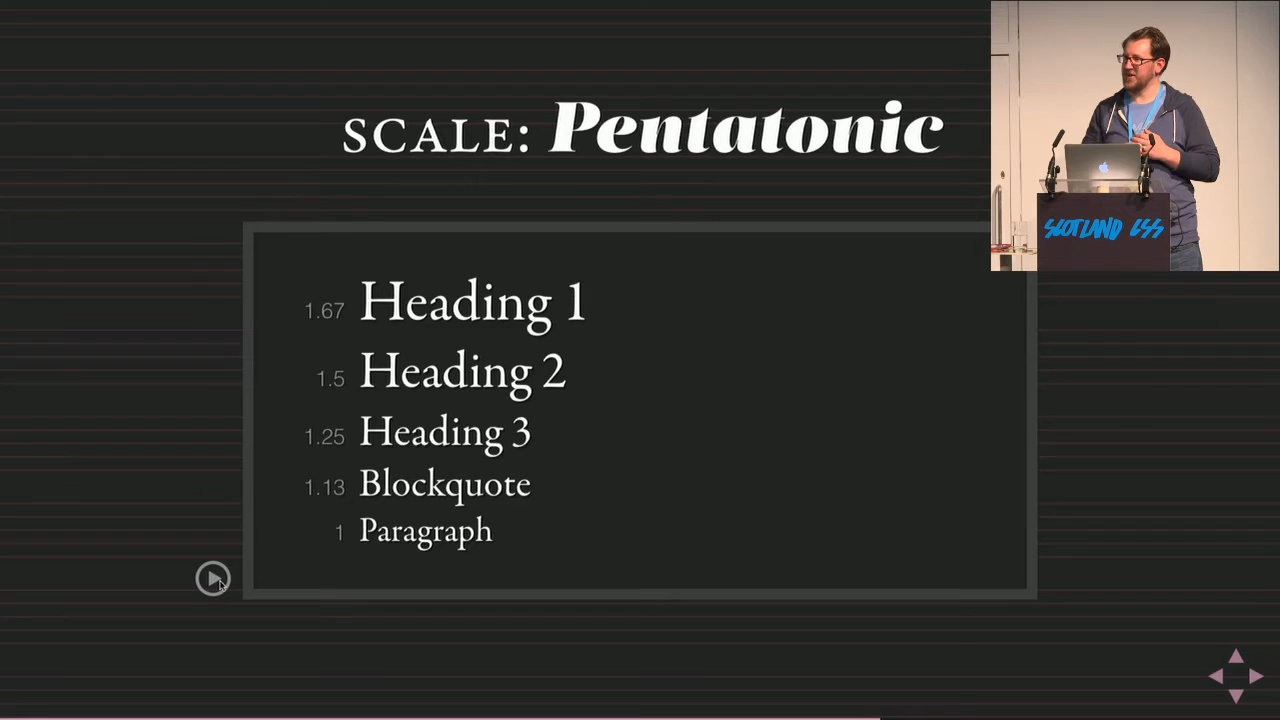 SCALE: Pentatonic
SCOTLAND CSS
1.67 Heading 1
1.5 Heading 2
1.25 Heading 3
1.13 Blockquote
1 Paragraph